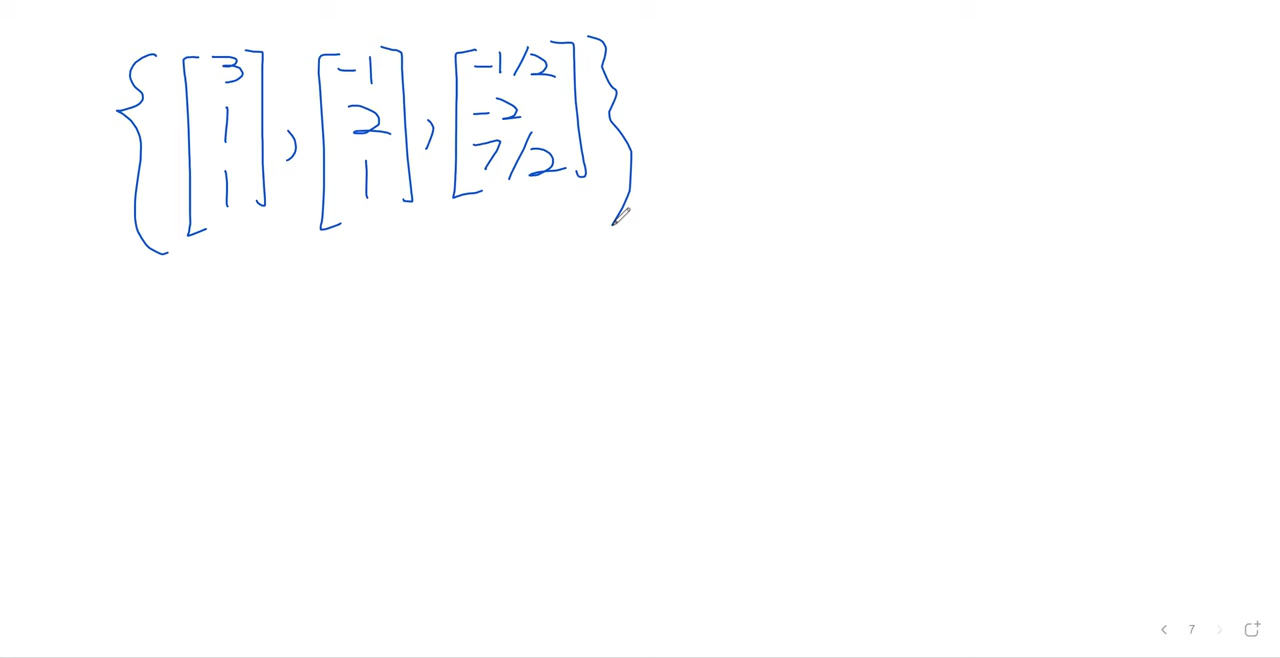 { [ 3 ] , [ -1 ] , [ -1/2 ] }
[ 1 ] [ 2 ] [ -2 ]
[ 1 ] [ 1 ] [ 7/2 ]
7